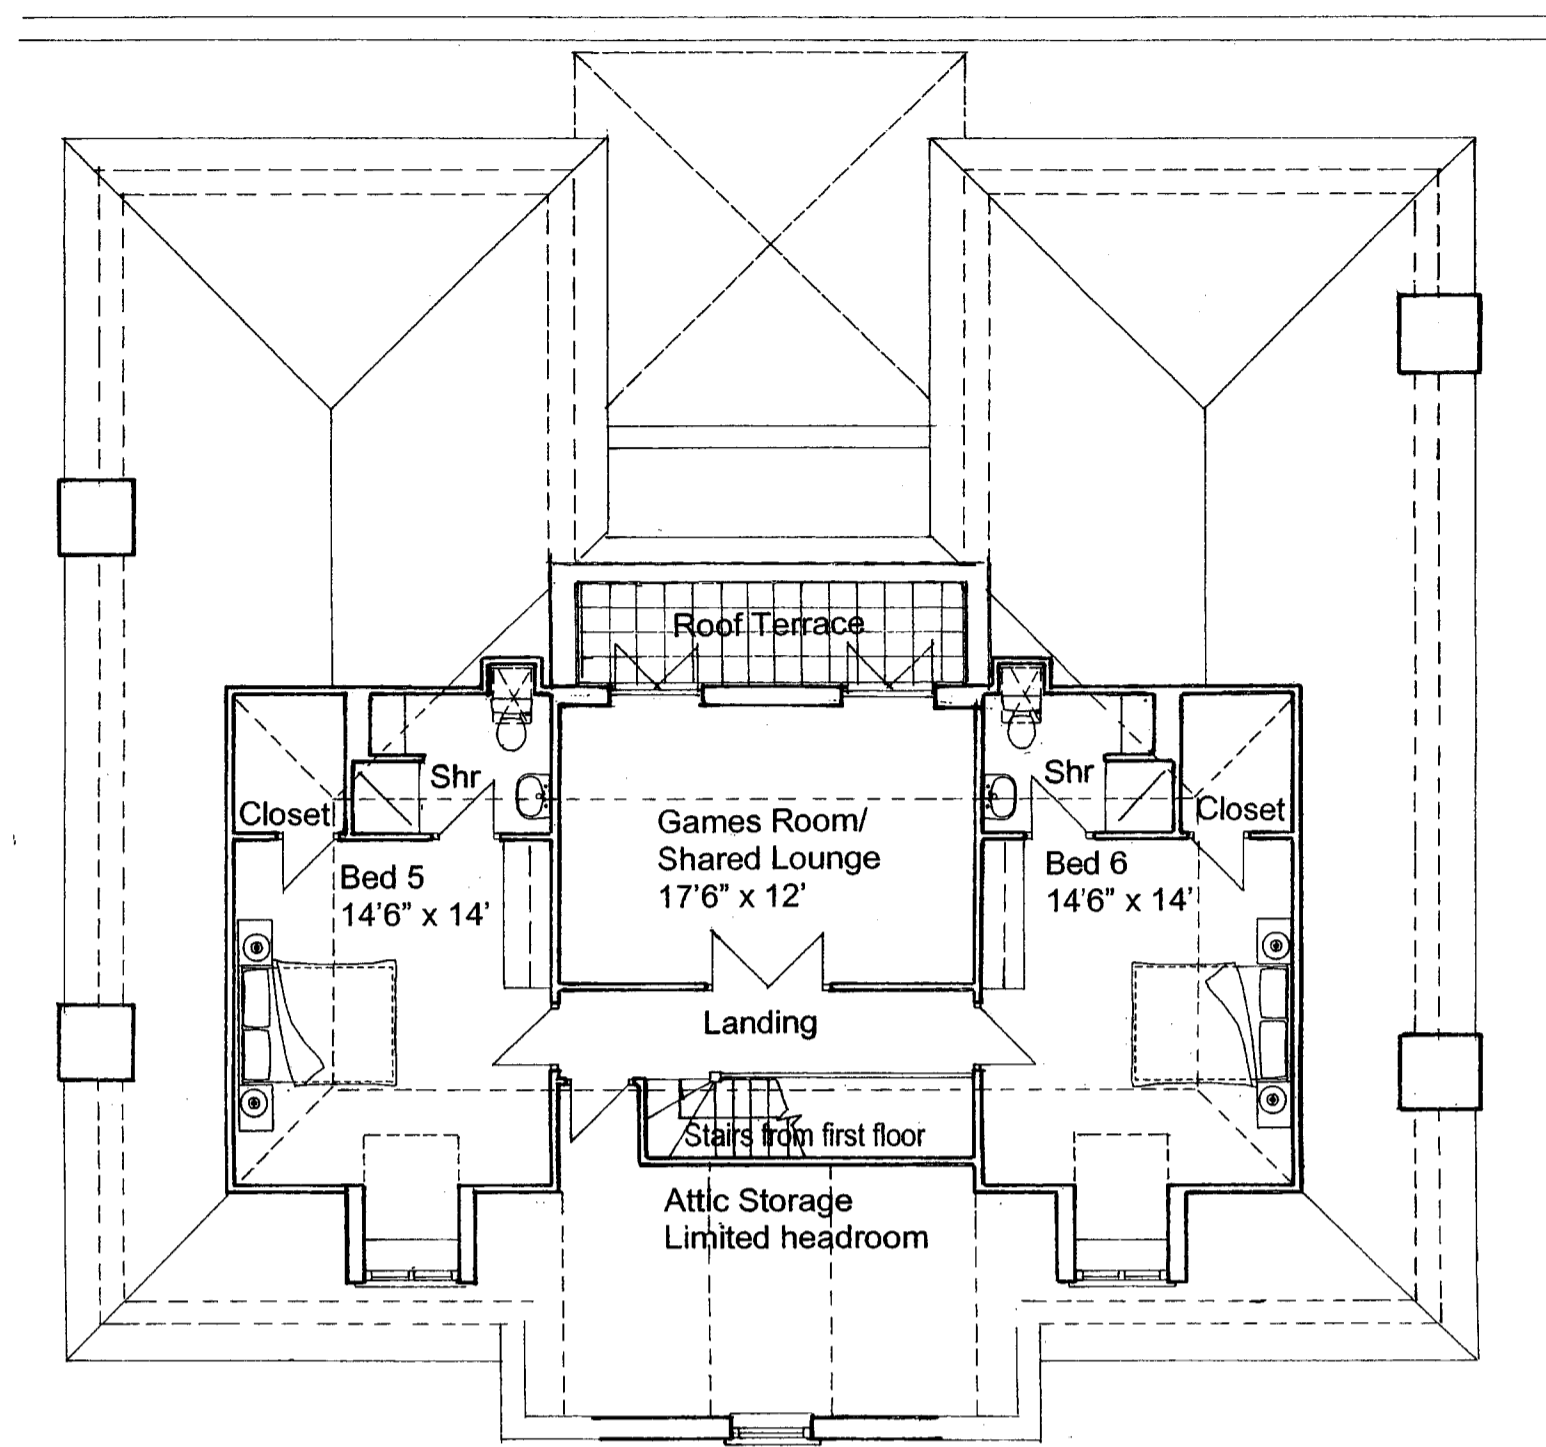 Roof Terrace
Shr
Shr
Closet
Closet
Games Room/
Shared Lounge
17'6” x 12'
Bed 5
14'6” x 14'
Bed 6
14'6” x 14'
Landing
Stairs from first floor
Attic Storage
Limited headroom